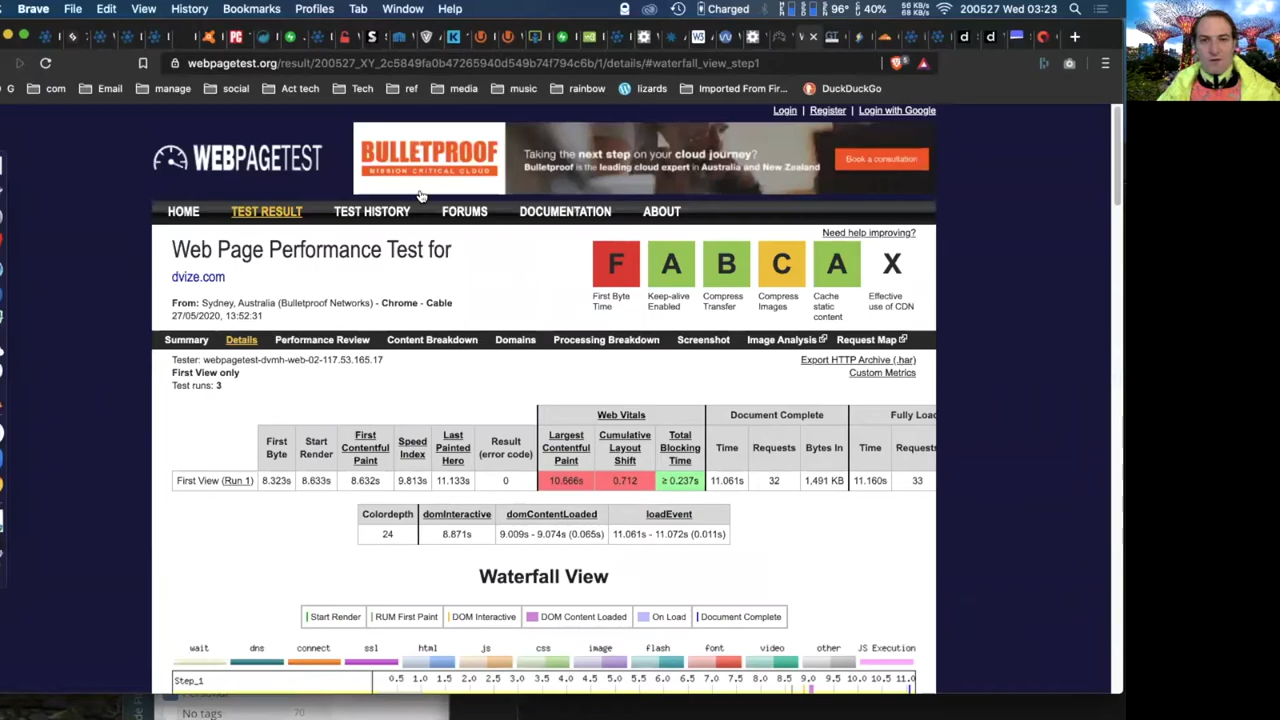 Brave File Edit View History Bookmarks Profiles Tab Window Help Charged 96° 40% 56 KB/s 68 KB/s 200527 Wed 03:23
webpagetest.org/result/200527_XY_2c5849fa0b47265940d549b74f794c6b/1/details/#waterfall_view_step1
G com Email manage social Act tech Tech ref media music rainbow lizards Imported From Fir... DuckDuckGo
Login | Register | Login with Google
WEBPAGETEST
BULLETPROOF
MISSION CRITICAL CLOUD
Taking the next step on your cloud journey?
Bulletproof is the leading cloud expert in Australia and New Zealand
Book a consultation
HOME TEST RESULT TEST HISTORY FORUMS DOCUMENTATION ABOUT
Need help improving?
Web Page Performance Test for
dvize.com
From: Sydney, Australia (Bulletproof Networks) - Chrome - Cable
27/05/2020, 13:52:31
F A B C A X
First Byte Time
Keep-alive Enabled
Compress Transfer
Compress Images
Cache static content
Effective use of CDN
Summary Details Performance Review Content Breakdown Domains Processing Breakdown Screenshot Image Analysis Request Map
Tester: webpagetest-dvmh-web-02-117.53.165.17
First View only
Test runs: 3
Export HTTP Archive (.har)
Custom Metrics
Web Vitals Document Complete Fully Load
First Byte Start Render First Contentful Paint Speed Index Last Painted Hero Result (error code) Largest Contentful Paint Cumulative Layout Shift Total Blocking Time Time Requests Bytes In Time Requests
First View (Run 1) 8.323s 8.633s 8.632s 9.813s 11.133s 0 10.666s 0.712 ≥ 0.237s 11.061s 32 1,491 KB 11.160s 33
Colordepth domInteractive domContentLoaded loadEvent
24 8.871s 9.009s - 9.074s (0.065s) 11.061s - 11.072s (0.011s)
Waterfall View
Start Render RUM First Paint DOM Interactive DOM Content Loaded On Load Document Complete
wait dns connect ssl html js css image flash font video other JS Execution
Step_1 0.5 1.0 1.5 2.0 2.5 3.0 3.5 4.0 4.5 5.0 5.5 6.0 6.5 7.0 7.5 8.0 8.5 9.0 9.5 10.0 10.5 11.0
No tags 70